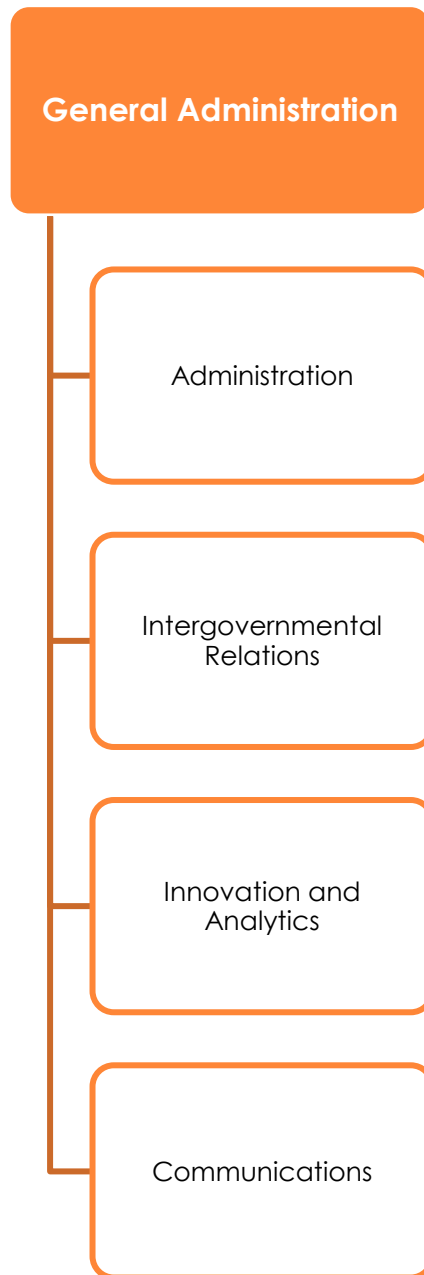 General Administration
Administration
Intergovernmental
Relations
Innovation and
Analytics
Communications